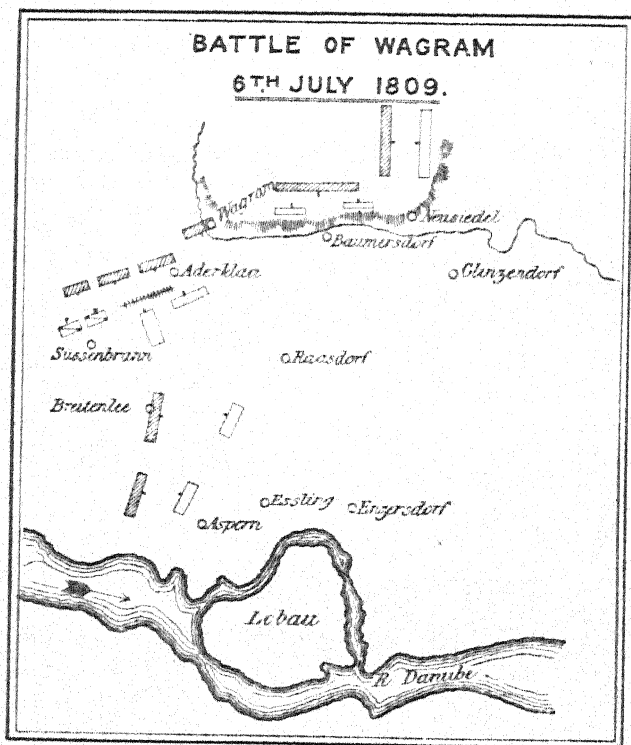 BATTLE OF WAGRAM
6TH JULY 1809.
Wagram
Neusiedel
Baumersdorf
Aderklaa
Glinzendorf
Sussenbrunn
Raasdorf
Breitenlee
Essling
Enzersdorf
Aspern
Lobau
R. Danube